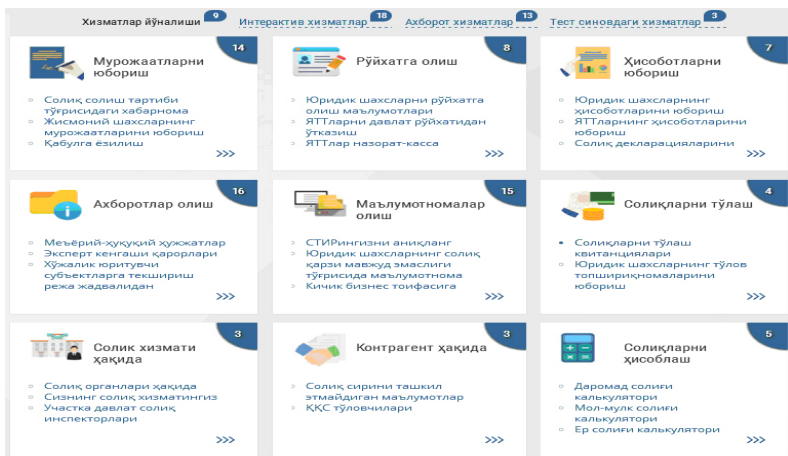 Хизматлар йўналиши 9 Интерактив хизматлар 18 Ахборот хизматлар 13 Тест синовдаги хизматлар 3
14
Мурожаатларни
юбориш
Солиқ солиш тартиби
тўғрисидаги хабарнома
Жисмоний шахсларнинг
мурожаатларини юбориш
Қабулга ёзилиш
>>>
8
Рўйхатга олиш
Юридик шахсларни рўйхатга
олиш маълумотлари
ЯТТларни давлат рўйхатидан
ўтказиш
ЯТТлар назорат-касса
>>>
7
Ҳисоботларни
юбориш
Юридик шахсларнинг
ҳисоботларини юбориш
ЯТТларнинг ҳисоботларини
юбориш
Солиқ декларацияларини
>>>
16
Ахборотлар олиш
Меъёрий-ҳуқуқий ҳужжатлар
Эксперт кенгаши қарорлари
Хўжалик юритувчи
субъектларга текшириш
режа жадвалидан
>>>
15
Маълумотномалар
олиш
СТИРингизни аниқланг
Юридик шахсларнинг солиқ
қарзи мавжуд эмаслиги
тўғрисида маълумотнома
Кичик бизнес тоифасига
>>>
4
Солиқларни тўлаш
Солиқларни тўлаш
квитанциялари
Юридик шахсларнинг тўлов
топшириқномаларини
юбориш
>>>
3
Солиқ хизмати
ҳақида
Солиқ органлари ҳақида
Сизнинг солиқ хизматингиз
Участка давлат солиқ
инспекторлари
>>>
3
Контрагент ҳақида
Солиқ сирини ташкил
этмайдиган маълумотлар
ҚҚС тўловчилари
>>>
5
Солиқларни
ҳисоблаш
Даромад солиғи
калькулятори
Мол-мулк солиғи
калькулятори
Ер солиғи калькулятори
>>>